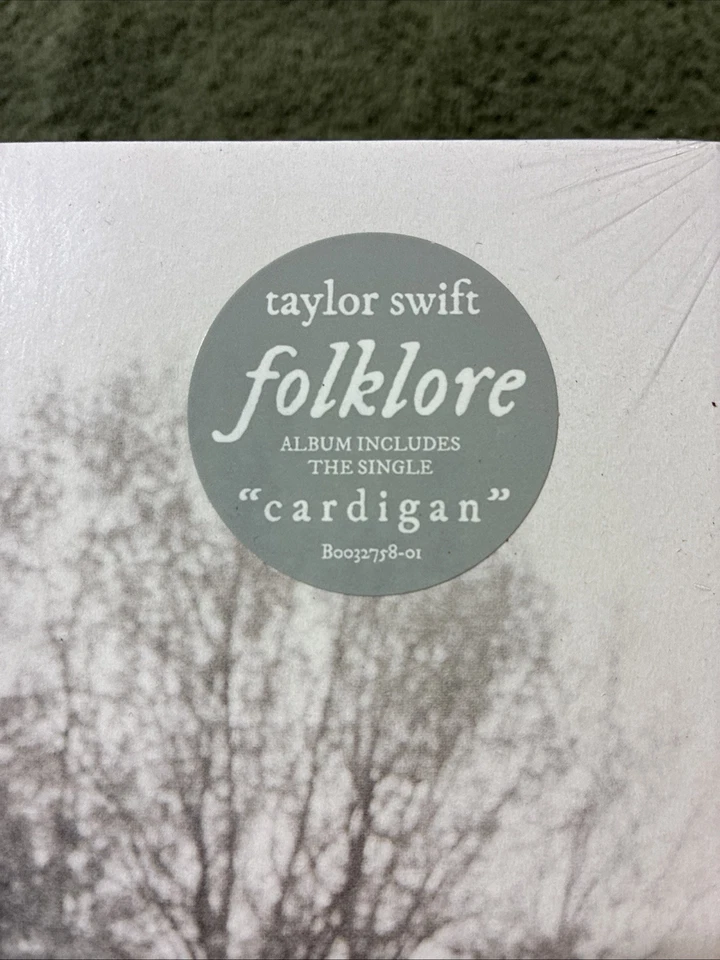 taylor swift
folklore
ALBUM INCLUDES
THE SINGLE
“cardigan”
B0032758-01